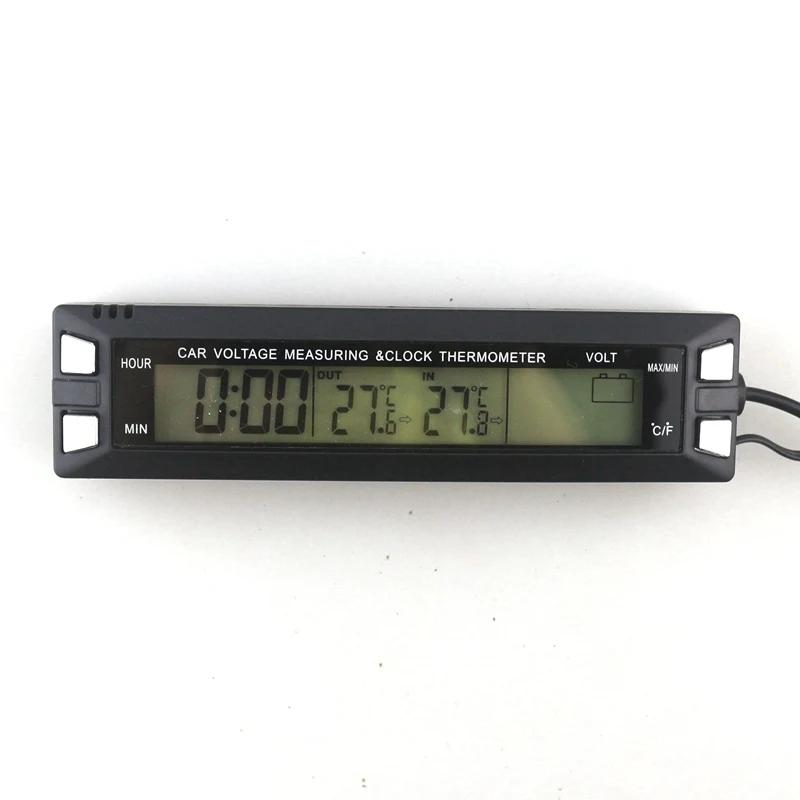 CAR VOLTAGE MEASURING &CLOCK THERMOMETER VOLT
HOUR
MAX/MIN
0:00
OUT
27.6°C
IN
27.8°C
MIN
°C/°F